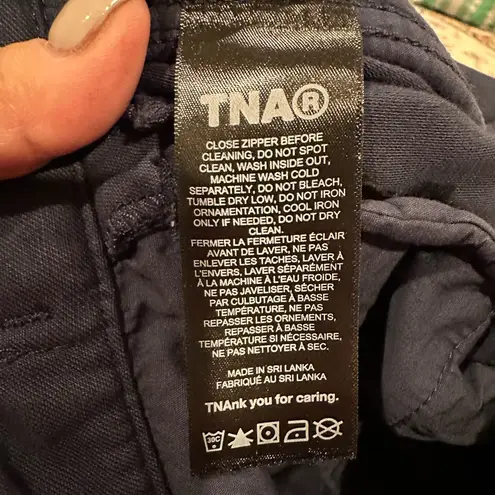 TNA®
CLOSE ZIPPER BEFORE
CLEANING, DO NOT SPOT
CLEAN, WASH INSIDE OUT,
MACHINE WASH COLD
SEPARATELY, DO NOT BLEACH,
TUMBLE DRY LOW, DO NOT IRON
ORNAMENTATION, COOL IRON
ONLY IF NEEDED, DO NOT DRY
CLEAN.
FERMER LA FERMETURE ÉCLAIR
AVANT DE LAVER, NE PAS
ENLEVER LES TACHES, LAVER À
L'ENVERS, LAVER SÉPARÉMENT
À LA MACHINE À L'EAU FROIDE,
NE PAS JAVELISER, SÉCHER
PAR CULBUTAGE À BASSE
TEMPÉRATURE, NE PAS
REPASSER LES ORNEMENTS,
REPASSER À BASSE
TEMPÉRATURE SI NÉCESSAIRE,
NE PAS NETTOYER À SEC.
MADE IN SRI LANKA
FABRIQUÉ AU SRI LANKA
TNAnk you for caring.
30C